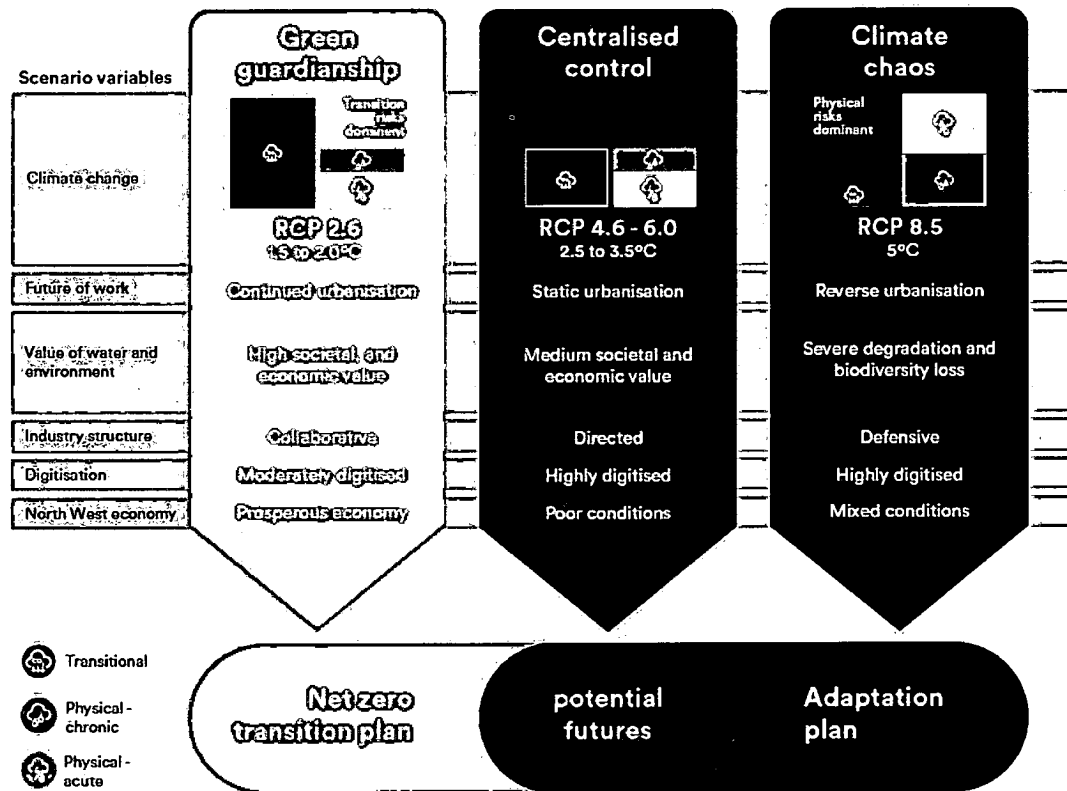 Scenario variables
Green
guardianship
Centralised
control
Climate
chaos
Climate change
Transition
risks
dominent
RCP 2.6
1.5 to 2.0°C
RCP 4.6 - 6.0
2.5 to 3.5°C
Physical
risks
dominant
RCP 8.5
5°C
Future of work
Continued urbanisation
Static urbanisation
Reverse urbanisation
Value of water and
environment
High societal, and
economic value
Medium societal and
economic value
Severe degradation and
biodiversity loss
Industry structure
Collaborative
Directed
Defensive
Digitisation
Moderately digitised
Highly digitised
Highly digitised
North West economy
Prosperous economy
Poor conditions
Mixed conditions
Transitional
Physical -
chronic
Physical -
acute
Net zero
transition plan
potential
futures
Adaptation
plan